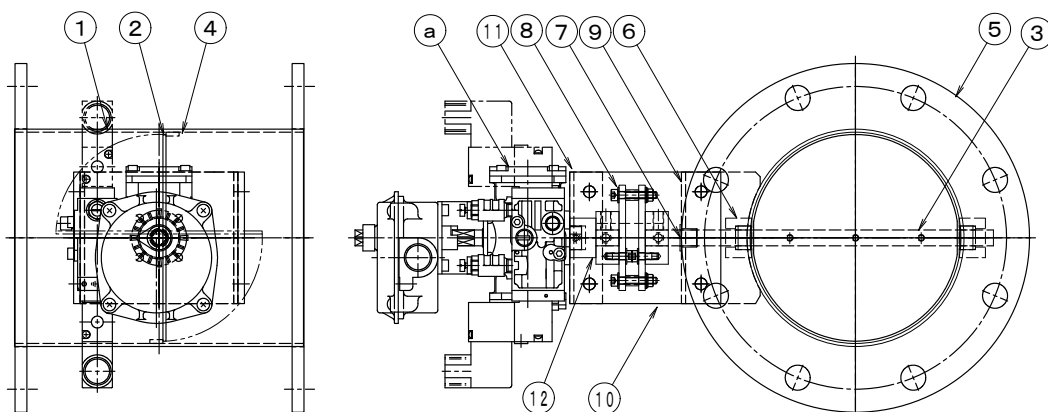 ① ② ④ ⓐ ⑪ ⑧ ⑦ ⑨ ⑥ ⑤ ③
⑫ ⑩